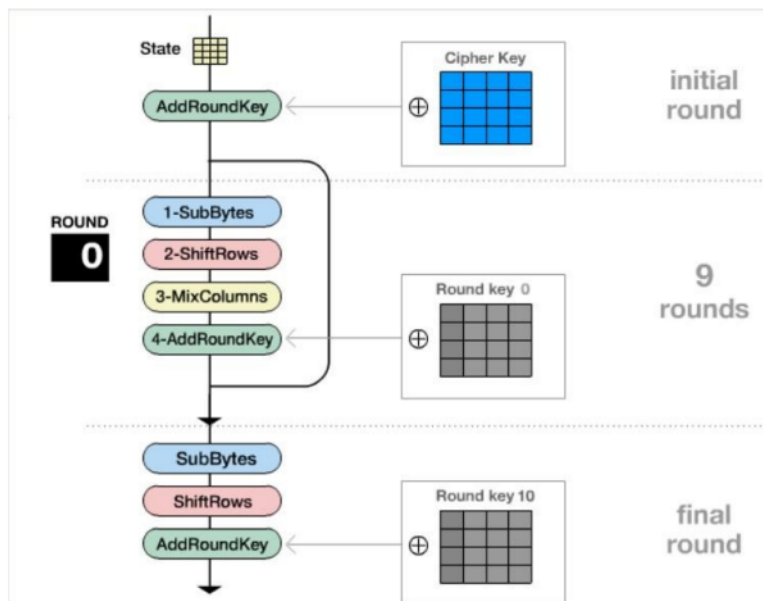 State
Cipher Key
AddRoundKey
initial
round
1-SubBytes
ROUND
0
2-ShiftRows
3-MixColumns
4-AddRoundKey
Round key 0
9
rounds
SubBytes
ShiftRows
AddRoundKey
Round key 10
final
round